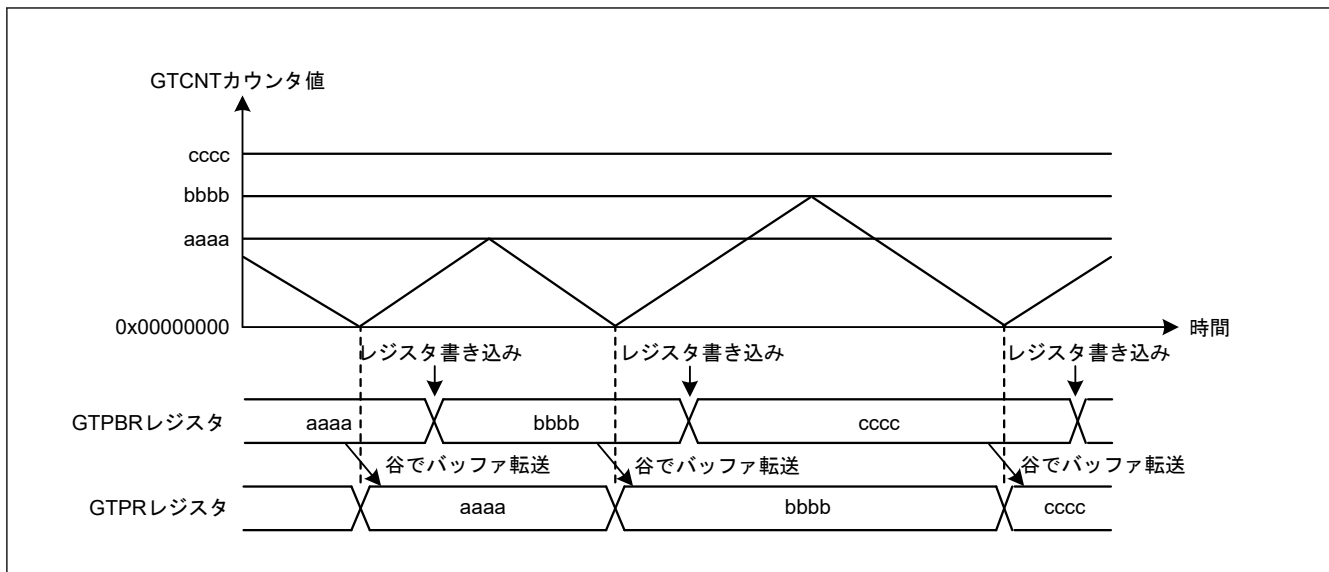 GTCNTカウンタ値
cccc
bbbb
aaaa
0x00000000
時間
レジスタ書き込み レジスタ書き込み レジスタ書き込み
GTPBRレジスタ aaaa bbbb cccc
谷でバッファ転送 谷でバッファ転送 谷でバッファ転送
GTPRレジスタ aaaa bbbb cccc